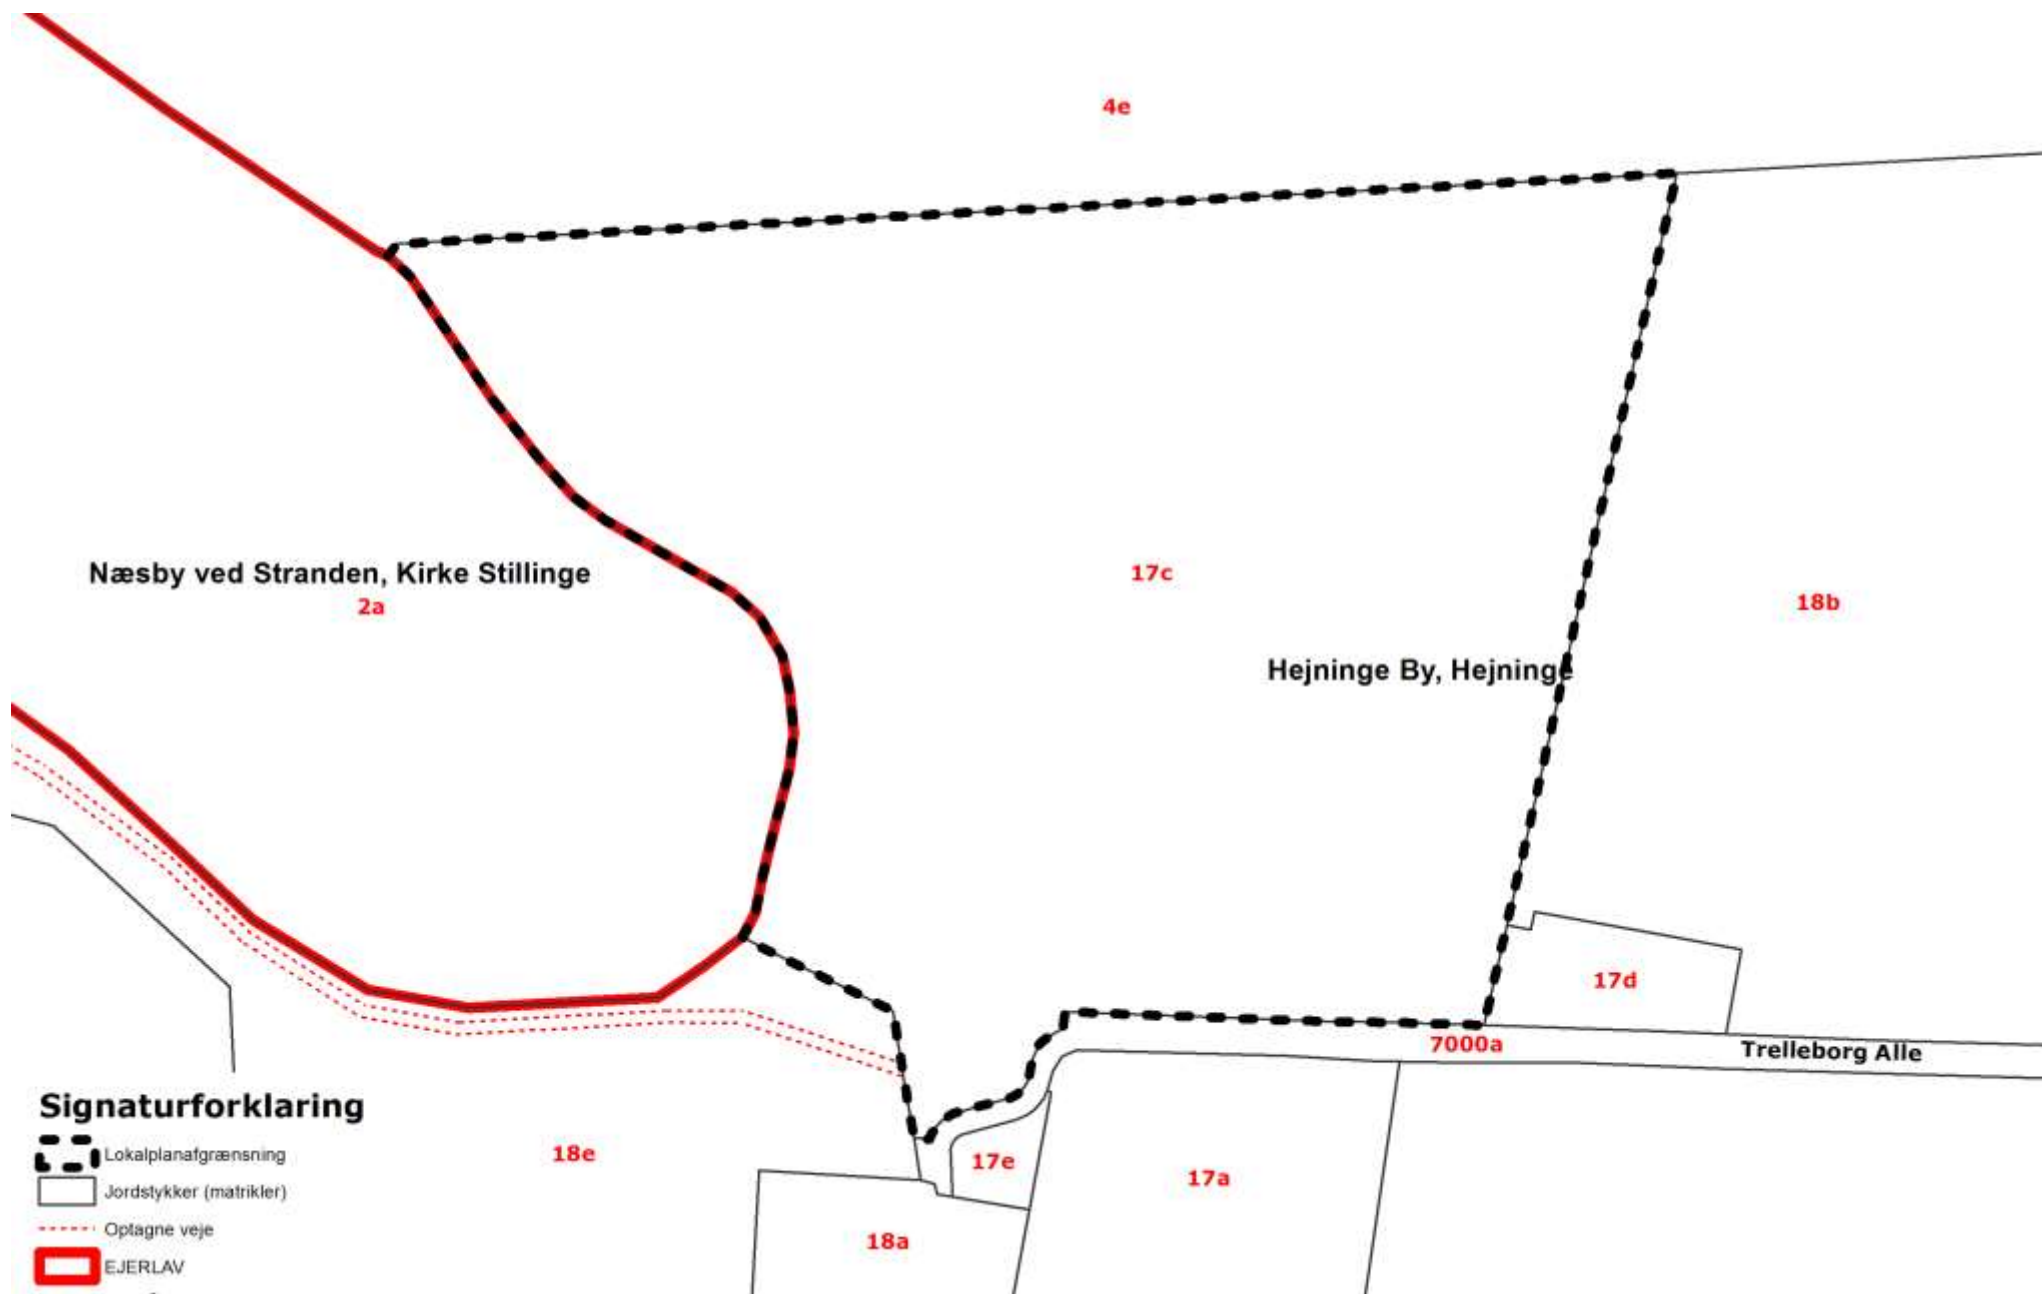 4e
Næsby ved Stranden, Kirke Stillinge
2a
17c
18b
Hejninge By, Hejninge
17d
7000a
Trelleborg Alle
Signaturforklaring
Lokalplanafgrænsning
Jordstykker (matrikler)
Optagne veje
EJERLAV
18e
17e
17a
18a